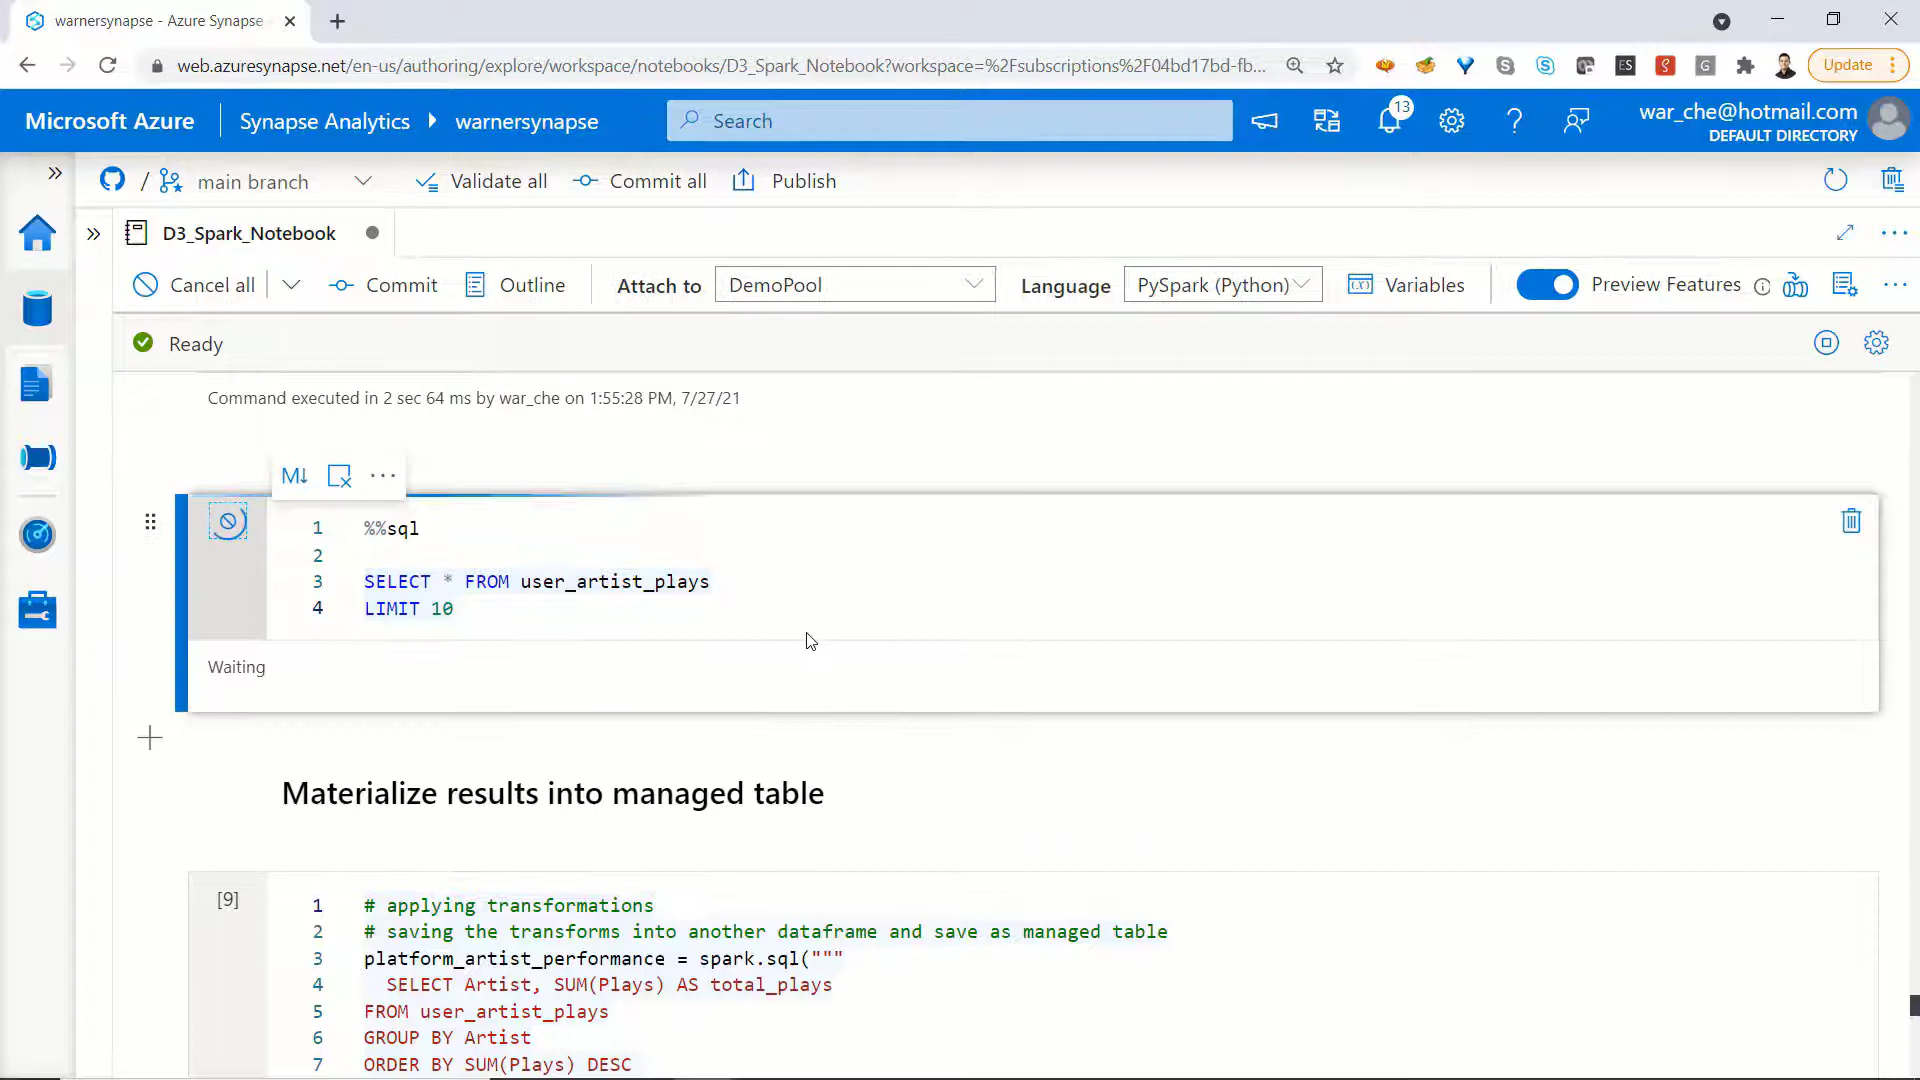 warnersynapse - Azure Synapse
web.azuresynapse.net/en-us/authoring/explore/workspace/notebooks/D3_Spark_Notebook?workspace=%2Fsubscriptions%2F04bd17bd-fb...
ES
S
G
Update
Microsoft Azure
Synapse Analytics
warnersynapse
Search
13
war_che@hotmail.com
DEFAULT DIRECTORY
/ main branch
Validate all
Commit all
Publish
D3_Spark_Notebook
Cancel all
Commit
Outline
Attach to
DemoPool
Language
PySpark (Python)
Variables
Preview Features
Ready
Command executed in 2 sec 64 ms by war_che on 1:55:28 PM, 7/27/21
M↓
1 %%sql
2
3 SELECT * FROM user_artist_plays
4 LIMIT 10
Waiting
Materialize results into managed table
[9]
1 # applying transformations
2 # saving the transforms into another dataframe and save as managed table
3 platform_artist_performance = spark.sql("""
4 SELECT Artist, SUM(Plays) AS total_plays
5 FROM user_artist_plays
6 GROUP BY Artist
7 ORDER BY SUM(Plays) DESC